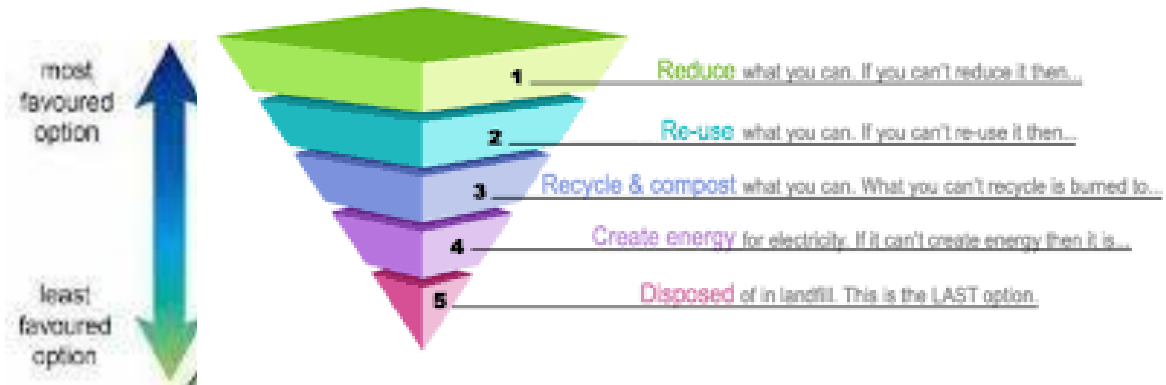 most
favoured
option
1 Reduce what you can. If you can't reduce it then...
2 Re-use what you can. If you can't re-use it then...
3 Recycle & compost what you can. What you can't recycle is burned to...
4 Create energy for electricity. If it can't create energy then it is...
5 Disposed of in landfill. This is the LAST option.
least
favoured
option